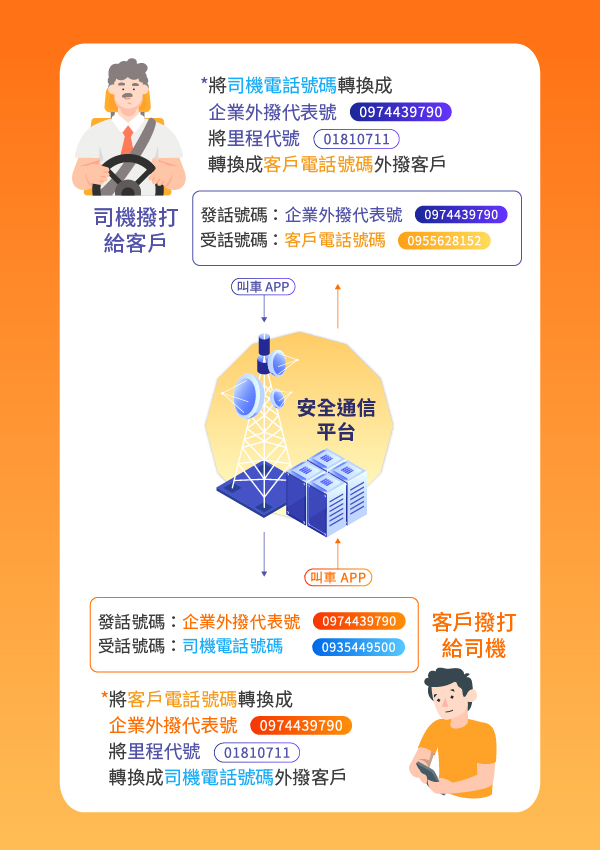 *將司機電話號碼轉換成
企業外撥代表號 0974439790
將里程代號 01810711
轉換成客戶電話號碼外撥客戶
司機撥打
給客戶
發話號碼：企業外撥代表號 0974439790
受話號碼：客戶電話號碼 0955628152
叫車 APP
安全通信
平台
叫車 APP
發話號碼：企業外撥代表號 0974439790
受話號碼：司機電話號碼 0935449500
客戶撥打
給司機
*將客戶電話號碼轉換成
企業外撥代表號 0974439790
將里程代號 01810711
轉換成司機電話號碼外撥客戶